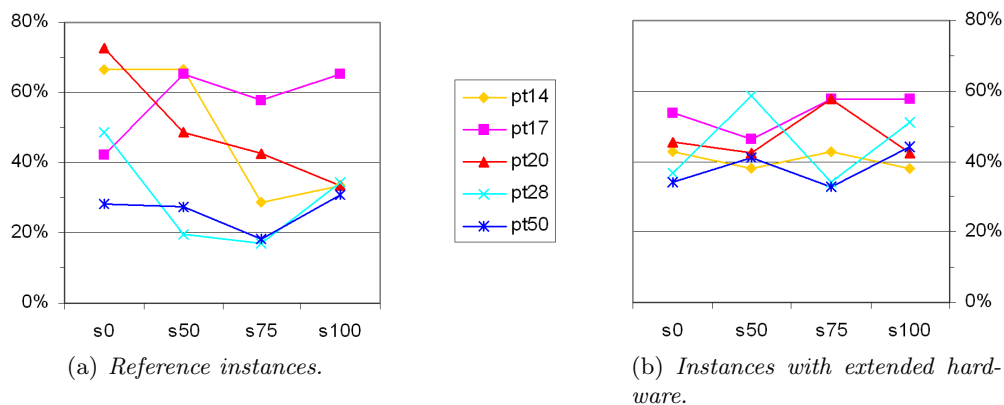 80%
60%
40%
20%
0%
s0 s50 s75 s100
(a) Reference instances.
pt14
pt17
pt20
pt28
pt50
80%
60%
40%
20%
0%
s0 s50 s75 s100
(b) Instances with extended hard-
ware.